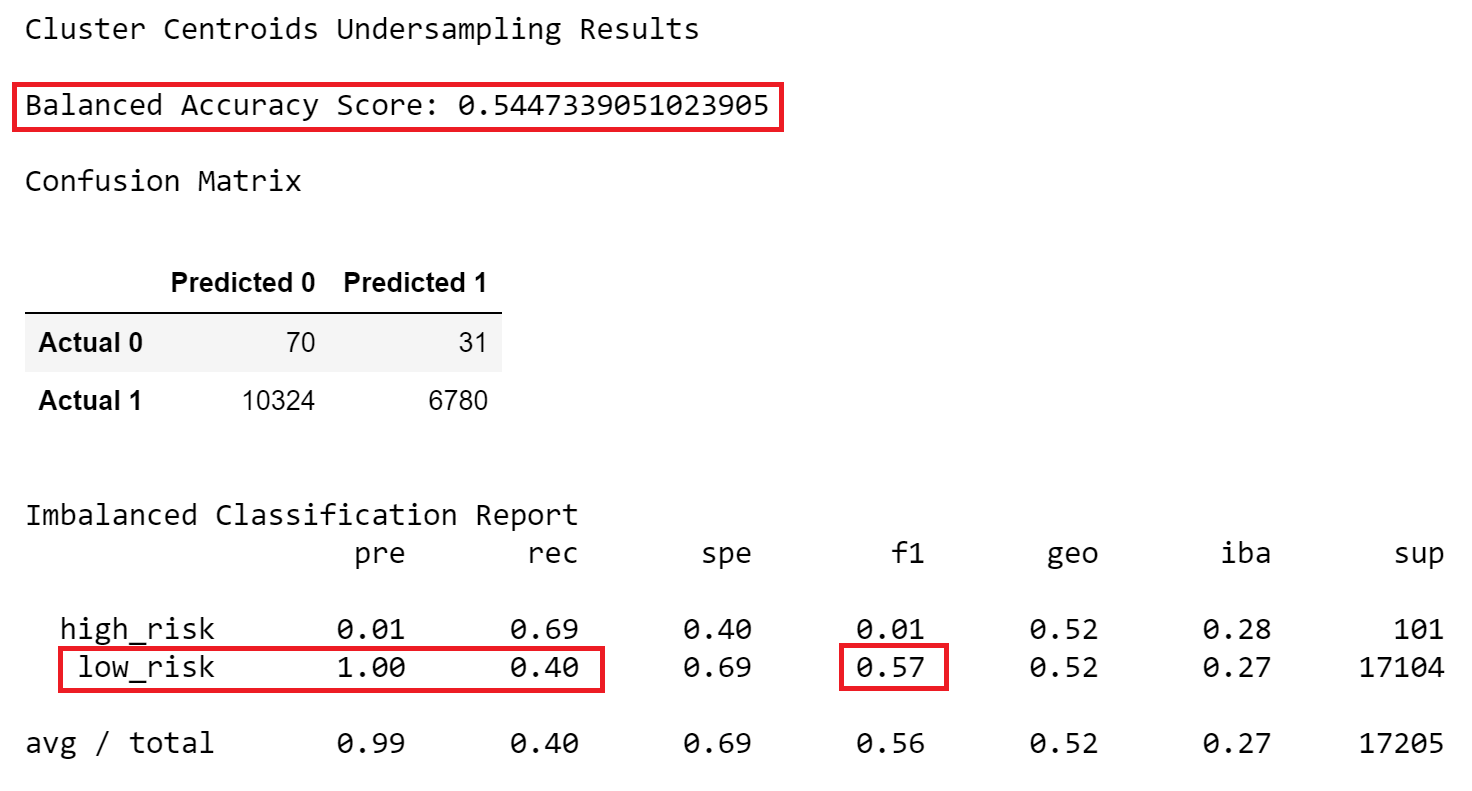 Cluster Centroids Undersampling Results
Balanced Accuracy Score: 0.5447339051023905
Confusion Matrix
Predicted 0 Predicted 1
Actual 0 70 31
Actual 1 10324 6780
Imbalanced Classification Report
pre rec spe f1 geo iba sup
high_risk 0.01 0.69 0.40 0.01 0.52 0.28 101
low_risk 1.00 0.40 0.69 0.57 0.52 0.27 17104
avg / total 0.99 0.40 0.69 0.56 0.52 0.27 17205